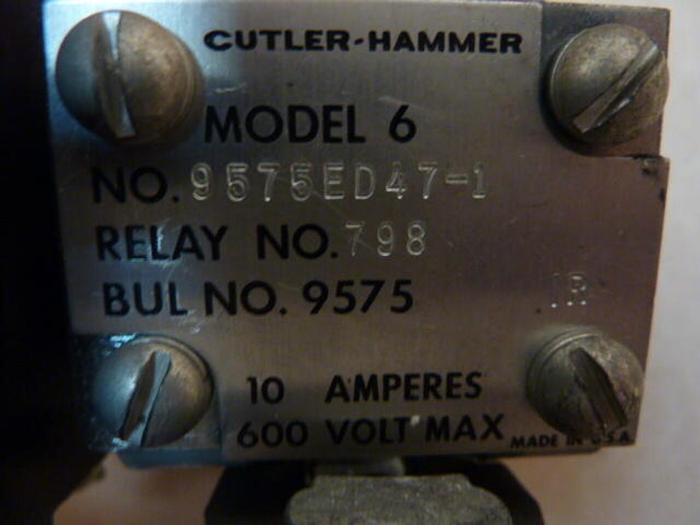 CUTLER-HAMMER
MODEL 6
NO. 9575ED47-1
RELAY NO. 798
BUL NO. 9575
1R
10 AMPERES
600 VOLT MAX
MADE IN U.S.A.